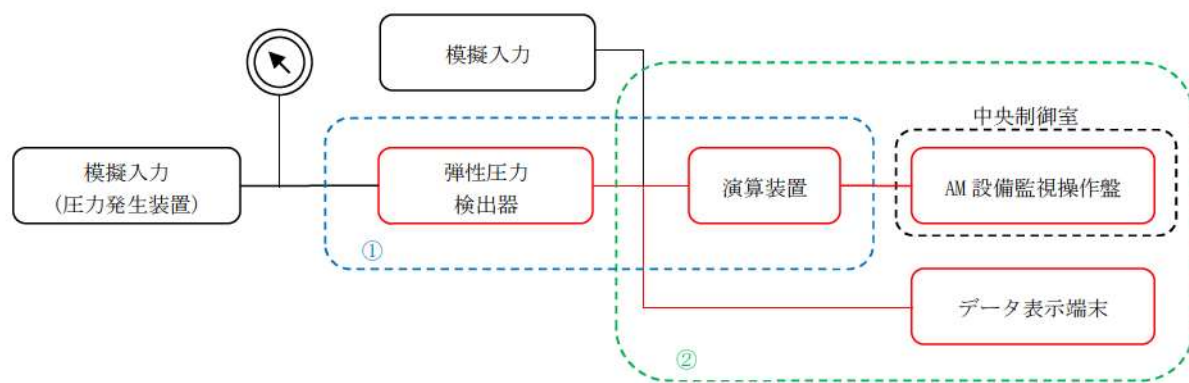 模擬入力
中央制御室
模擬入力
(圧力発生装置)
弾性圧力
検出器
演算装置
AM 設備監視操作盤
①
データ表示端末
②